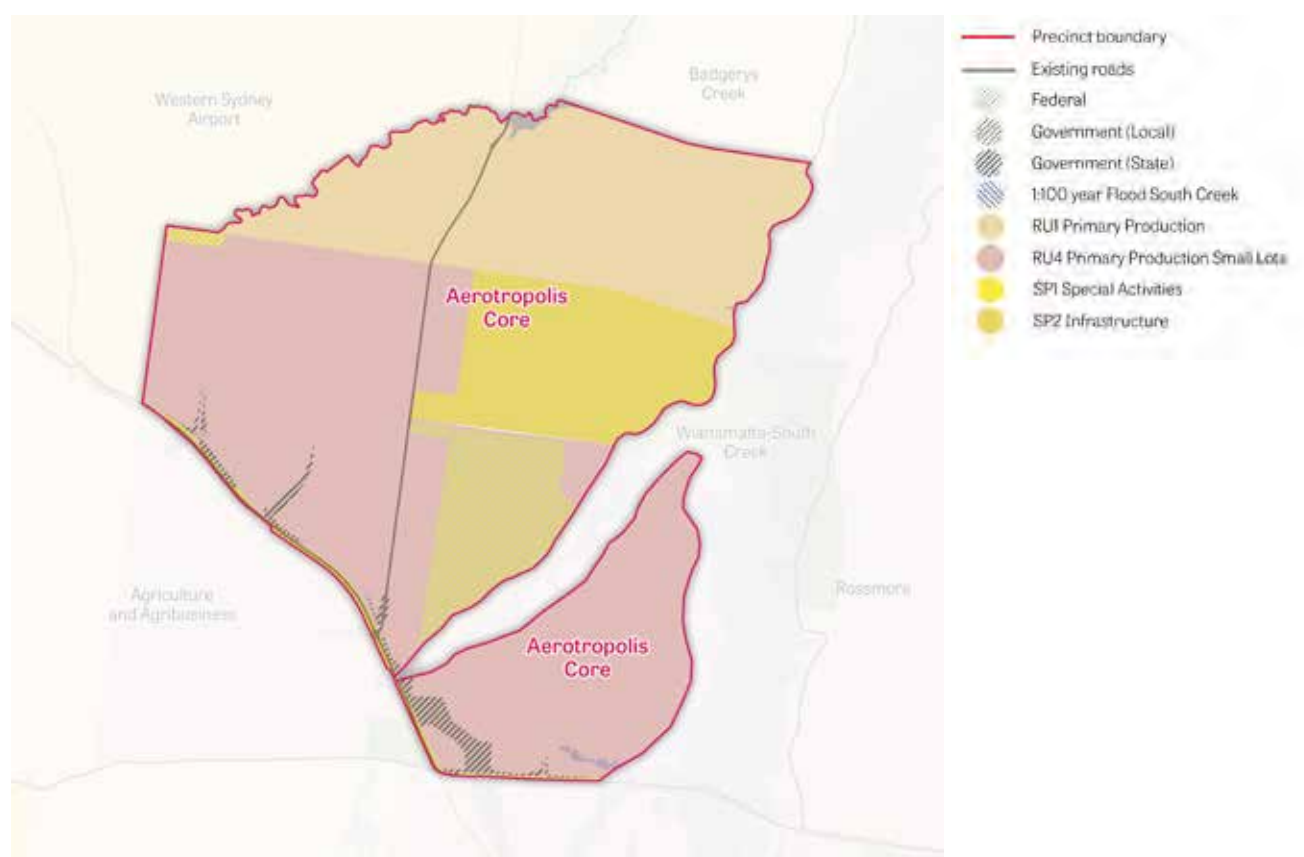 Western Sydney
Airport
Badgerys
Creek
Aerotropolis
Core
Wianamatta-South
Creek
Agriculture
and Agribusiness
Rossmore
Aerotropolis
Core
Precinct boundary
Existing roads
Federal
Government (Local)
Government (State)
1:100 year Flood South Creek
RU1 Primary Production
RU4 Primary Production Small Lots
SP1 Special Activities
SP2 Infrastructure